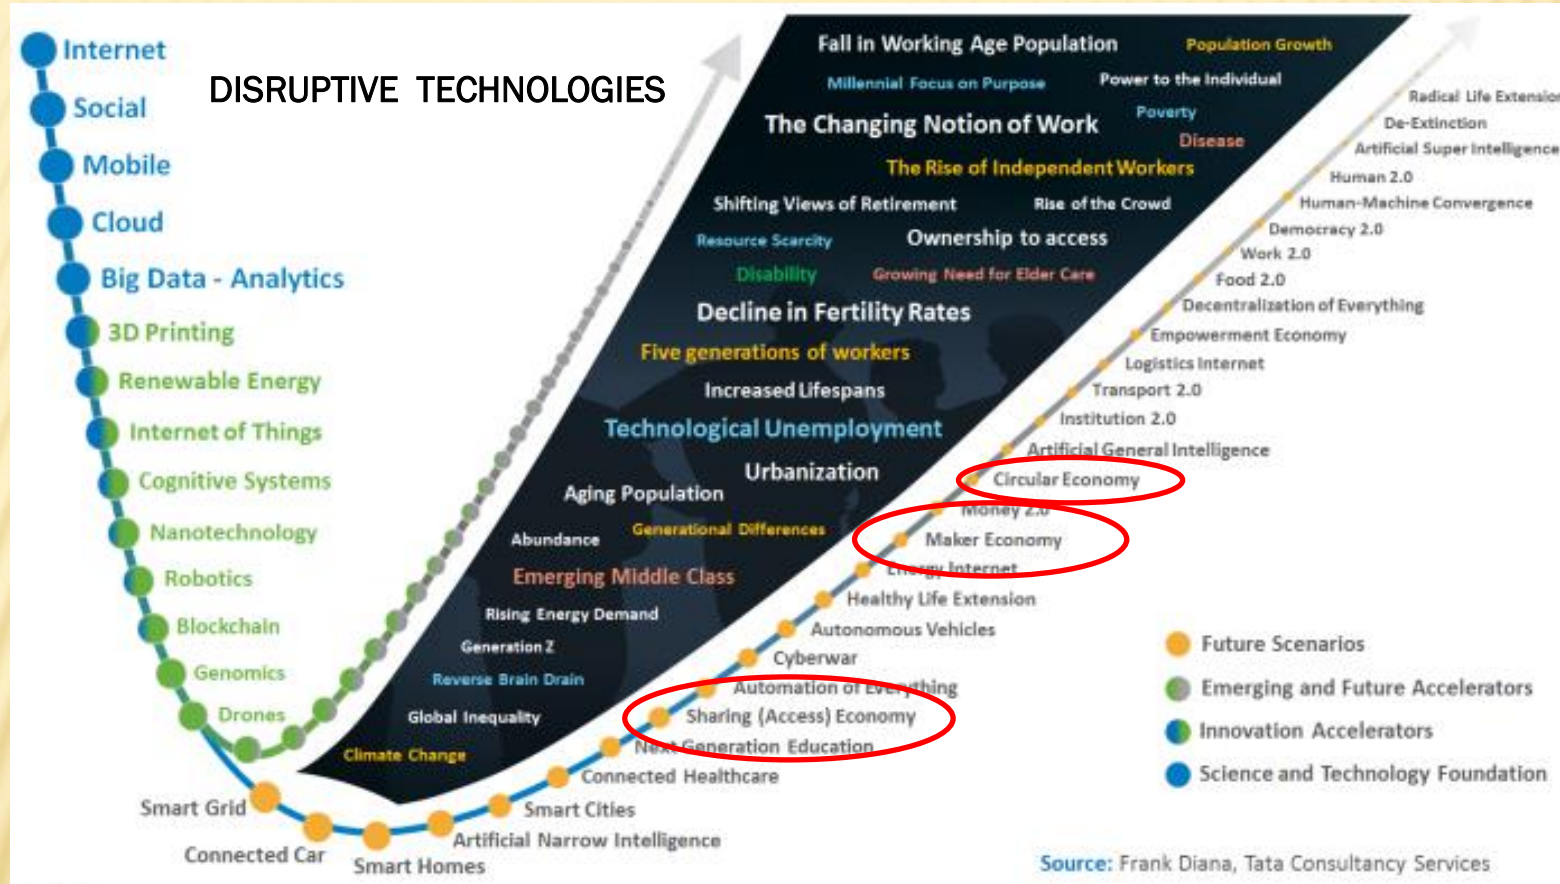 DISRUPTIVE TECHNOLOGIES
Internet
Social
Mobile
Cloud
Big Data - Analytics
3D Printing
Renewable Energy
Internet of Things
Cognitive Systems
Nanotechnology
Robotics
Blockchain
Genomics
Drones
Fall in Working Age Population
Population Growth
Millennial Focus on Purpose
Power to the Individual
The Changing Notion of Work
Poverty
Disease
The Rise of Independent Workers
Shifting Views of Retirement
Rise of the Crowd
Resource Scarcity
Ownership to access
Disability
Growing Need for Elder Care
Decline in Fertility Rates
Five generations of workers
Increased Lifespans
Technological Unemployment
Urbanization
Aging Population
Generational Differences
Abundance
Emerging Middle Class
Rising Energy Demand
Generation Z
Reverse Brain Drain
Global Inequality
Climate Change
Radical Life Extension
De-Extinction
Artificial Super Intelligence
Human 2.0
Human-Machine Convergence
Democracy 2.0
Work 2.0
Food 2.0
Decentralization of Everything
Empowerment Economy
Logistics Internet
Transport 2.0
Institution 2.0
Artificial General Intelligence
Circular Economy
Money 2.0
Maker Economy
Energy Internet
Healthy Life Extension
Autonomous Vehicles
Cyberwar
Automation of Everything
Sharing (Access) Economy
Next Generation Education
Connected Healthcare
Smart Cities
Artificial Narrow Intelligence
Smart Homes
Connected Car
Smart Grid
Future Scenarios
Emerging and Future Accelerators
Innovation Accelerators
Science and Technology Foundation
Source: Frank Diana, Tata Consultancy Services